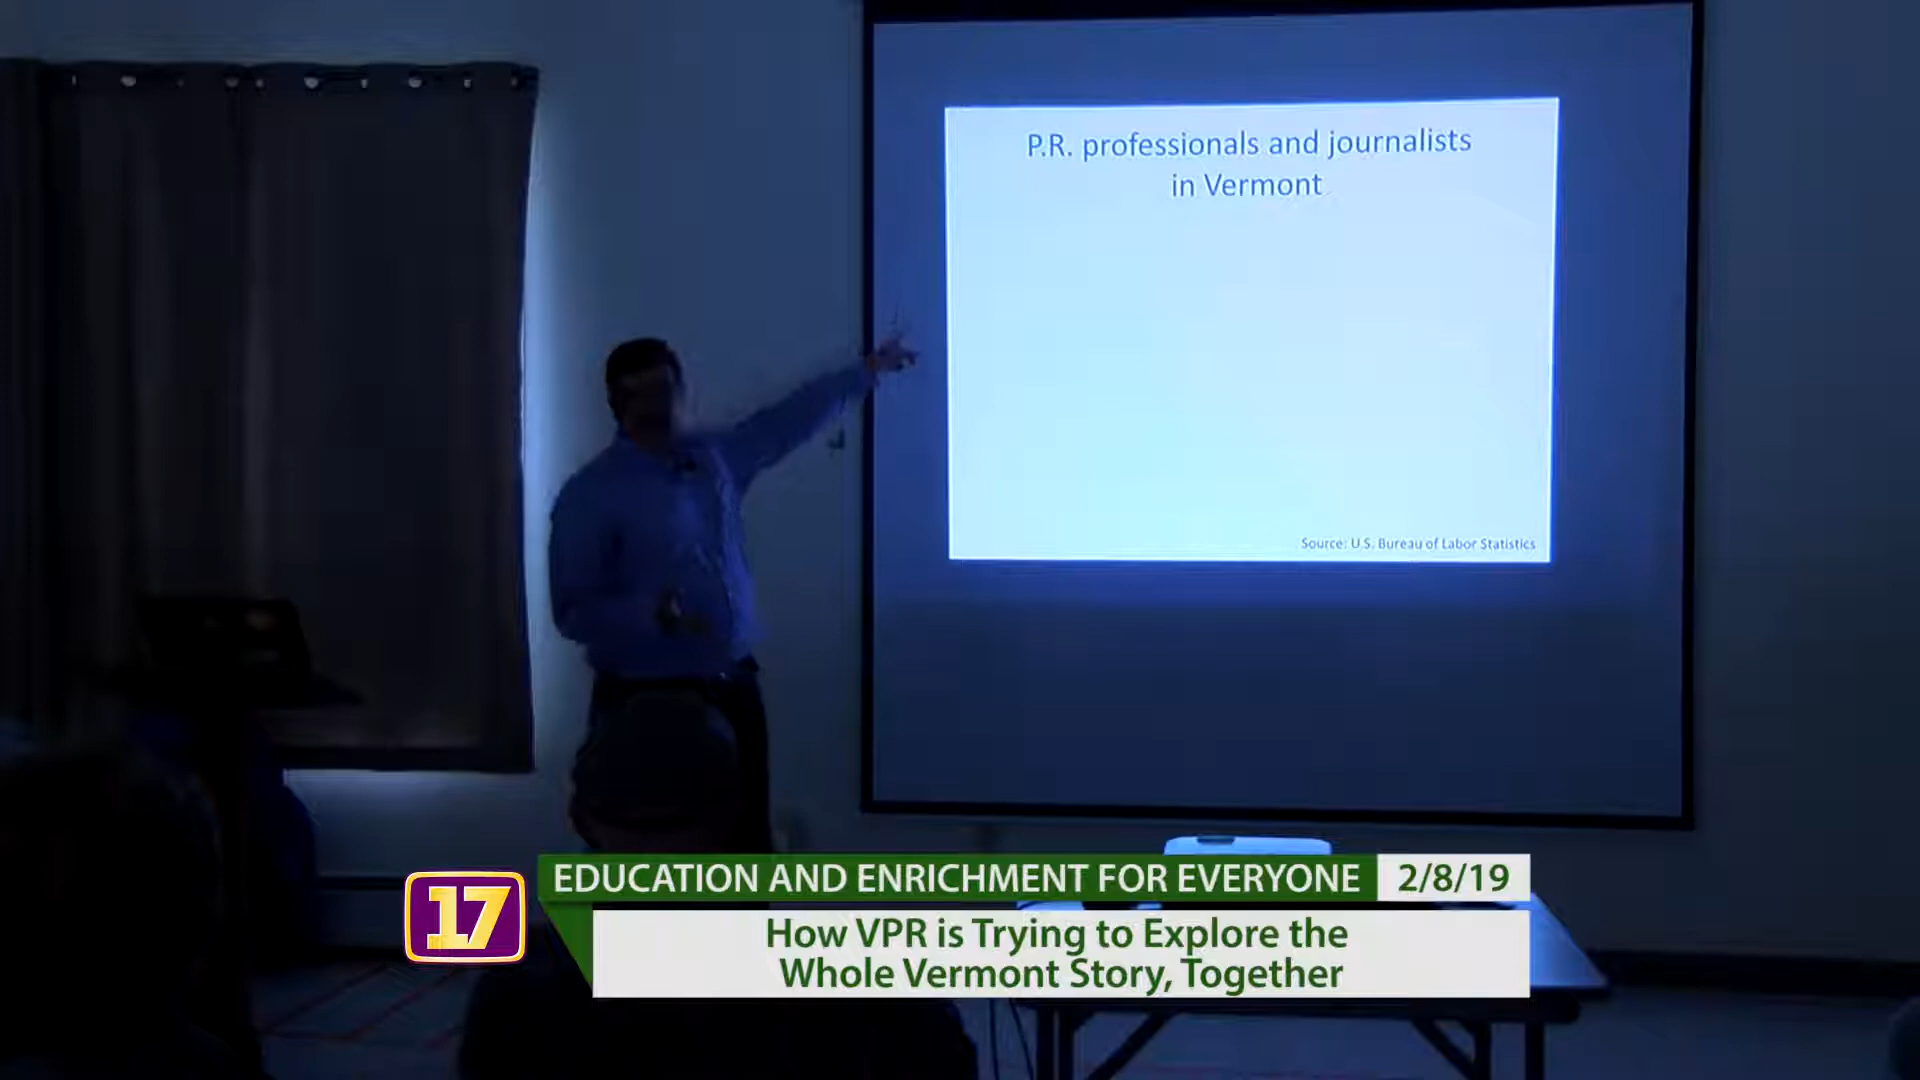 P.R. professionals and journalists
in Vermont
Source: U.S. Bureau of Labor Statistics
17
EDUCATION AND ENRICHMENT FOR EVERYONE 2/8/19
How VPR is Trying to Explore the
Whole Vermont Story, Together